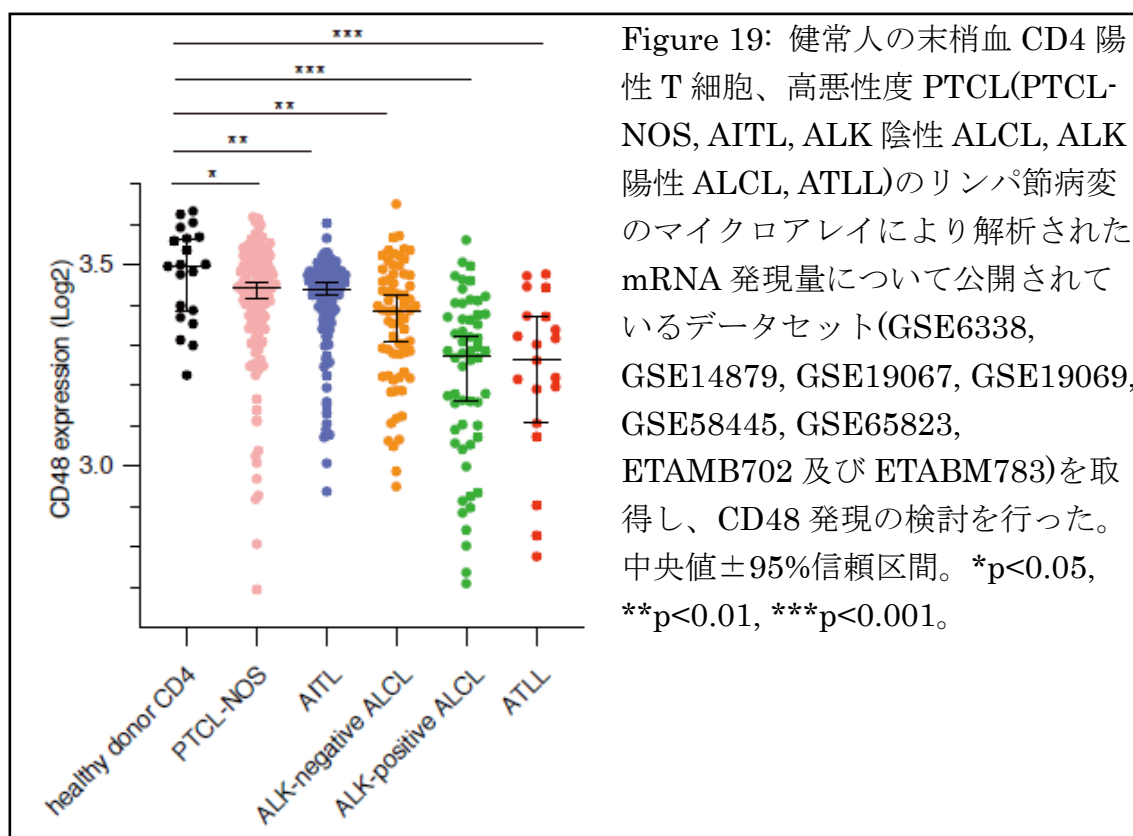 ***
***
**
**
*
3.5
3.0
CD48 expression (Log2)
healthy donor CD4
PTCL-NOS
AITL
ALK-negative ALCL
ALK-positive ALCL
ATLL
Figure 19: 健常人の末梢血 CD4 陽
性 T 細胞、高悪性度 PTCL(PTCL-
NOS, AITL, ALK 陰性 ALCL, ALK
陽性 ALCL, ATLL)のリンパ節病変
のマイクロアレイにより解析された
mRNA 発現量について公開されて
いるデータセット(GSE6338,
GSE14879, GSE19067, GSE19069,
GSE58445, GSE65823,
ETAMB702 及び ETABM783)を取
得し、CD48 発現の検討を行った。
中央値±95%信頼区間。*p<0.05,
**p<0.01, ***p<0.001。